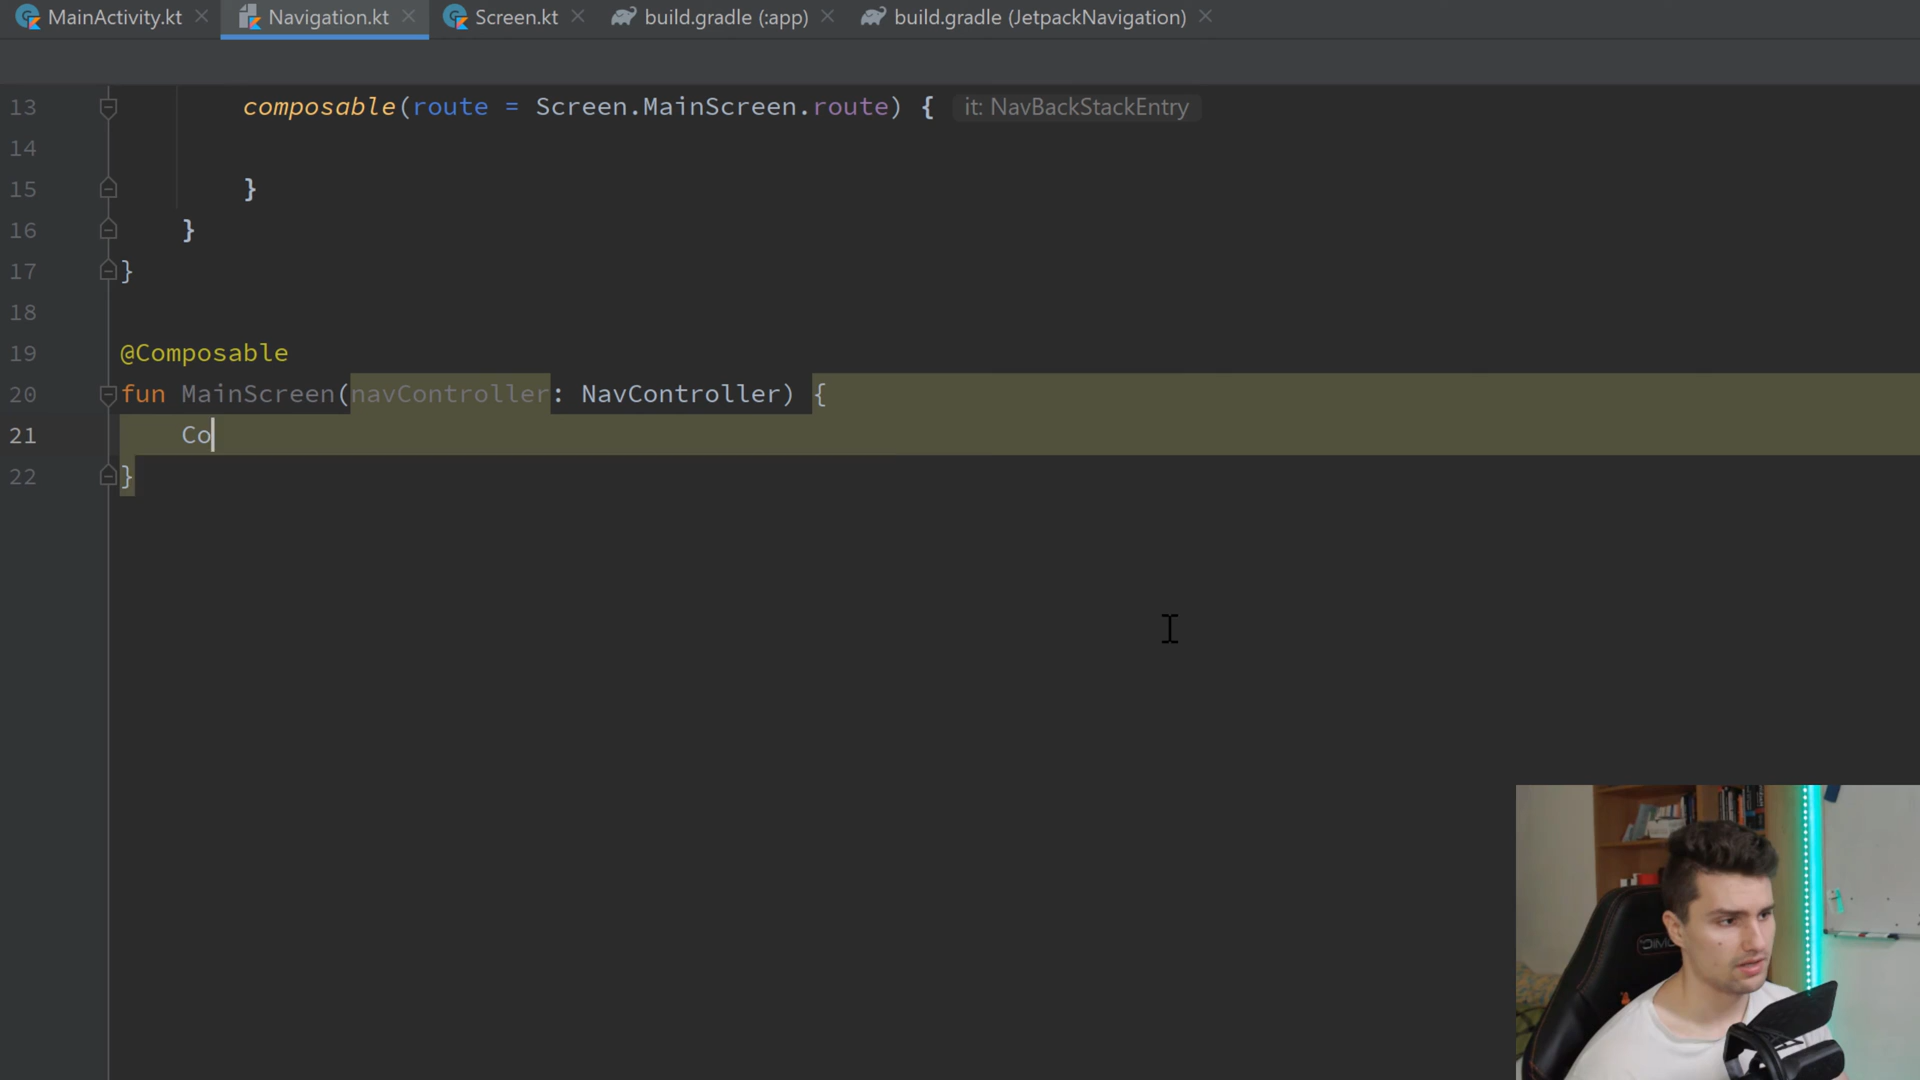 MainActivity.kt Navigation.kt Screen.kt build.gradle (:app) build.gradle (JetpackNavigation)
13 composable(route = Screen.MainScreen.route) { it: NavBackStackEntry
14
15 }
16 }
17 }
18
19 @Composable
20 fun MainScreen(navController: NavController) {
21 Co
22 }